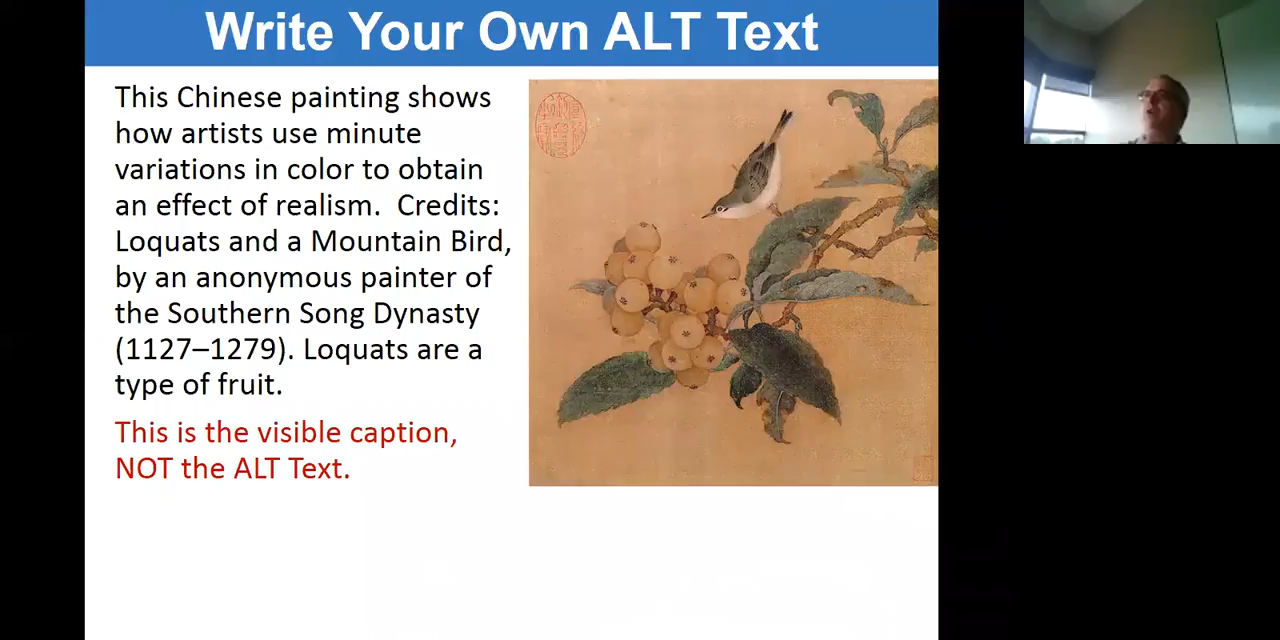 Write Your Own ALT Text
This Chinese painting shows
how artists use minute
variations in color to obtain
an effect of realism.  Credits:
Loquats and a Mountain Bird,
by an anonymous painter of
the Southern Song Dynasty
(1127–1279). Loquats are a
type of fruit.
This is the visible caption,
NOT the ALT Text.